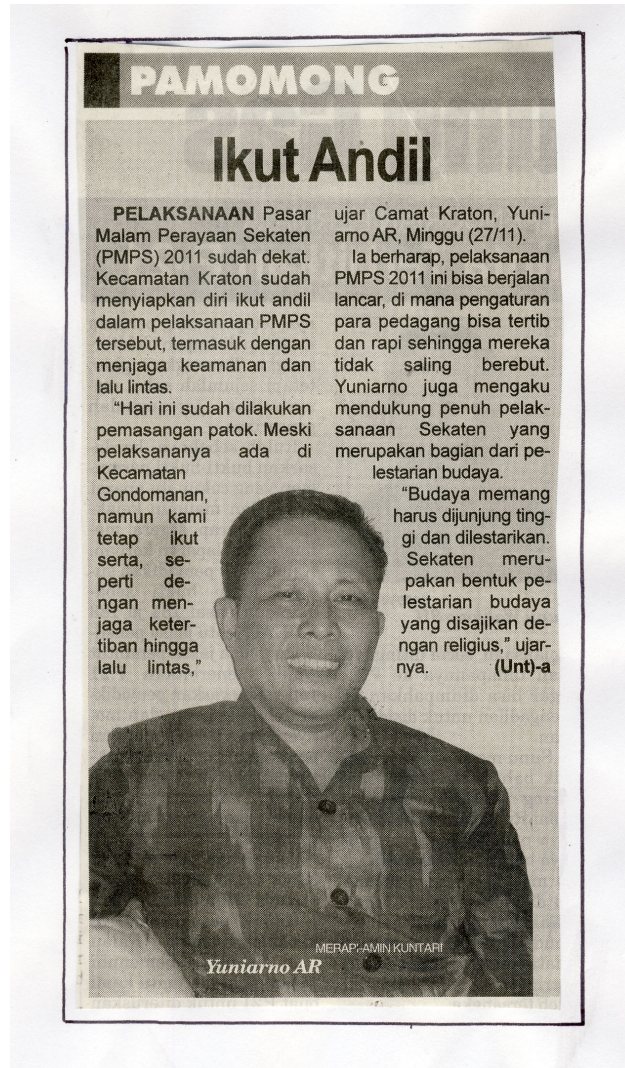 PAMOMONG
Ikut Andil
PELAKSANAAN Pasar
Malam Perayaan Sekaten
(PMPS) 2011 sudah dekat.
Kecamatan Kraton sudah
menyiapkan diri ikut andil
dalam pelaksanaan PMPS
tersebut, termasuk dengan
menjaga keamanan dan
lalu lintas.
“Hari ini sudah dilakukan
pemasangan patok. Meski
pelaksananya ada di
Kecamatan
Gondomanan,
namun kami
tetap ikut
serta, se-
perti de-
ngan men-
jaga keter-
tiban hingga
lalu lintas,”
ujar Camat Kraton, Yuni-
arno AR, Minggu (27/11).
Ia berharap, pelaksanaan
PMPS 2011 ini bisa berjalan
lancar, di mana pengaturan
para pedagang bisa tertib
dan rapi sehingga mereka
tidak saling berebut.
Yuniarno juga mengaku
mendukung penuh pelak-
sanaan Sekaten yang
merupakan bagian dari pe-
lestarian budaya.
“Budaya memang
harus dijunjung ting-
gi dan dilestarikan.
Sekaten meru-
pakan bentuk pe-
lestarian budaya
yang disajikan de-
ngan religius,” ujar-
nya. (Unt)-a
MERAPI-AMIN KUNTARI
Yuniarno AR